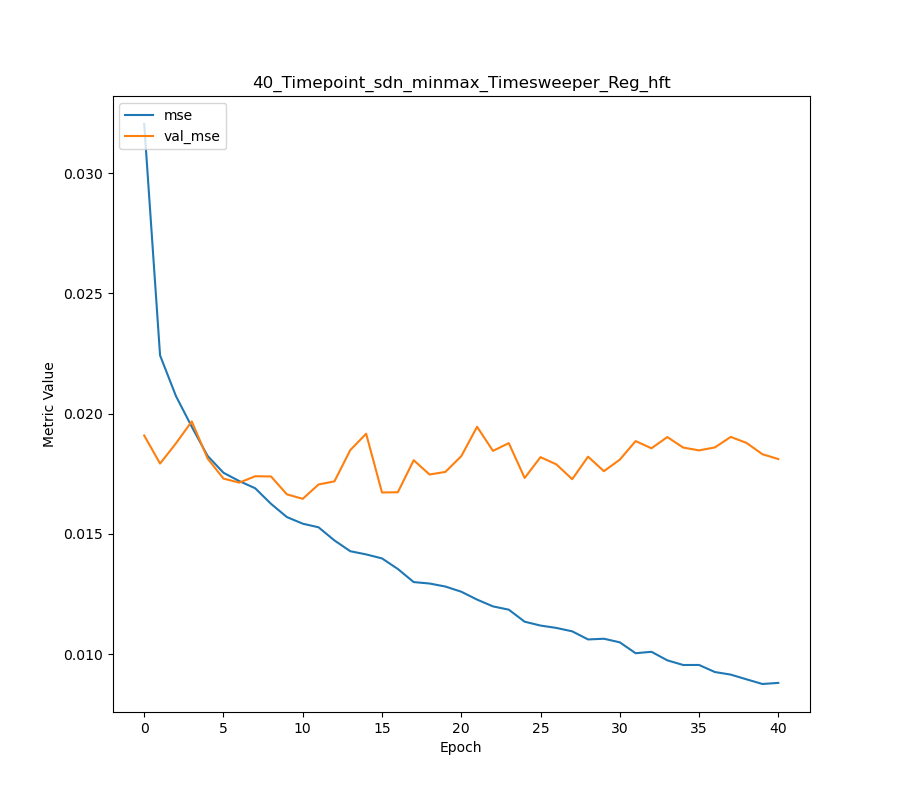 40_Timepoint_sdn_minmax_Timesweeper_Reg_hft
mse
val_mse
0.030
0.025
0.020
0.015
0.010
Metric Value
0 5 10 15 20 25 30 35 40
Epoch